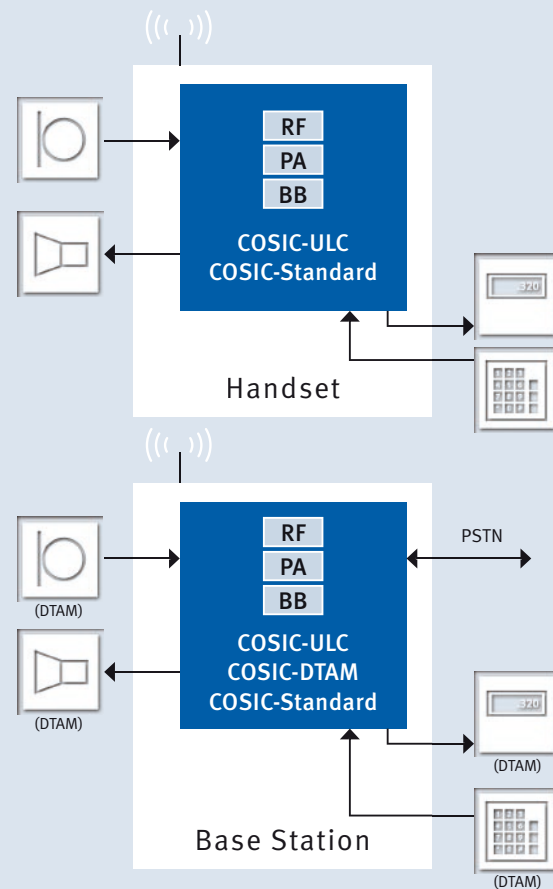 RF
PA
BB
COSIC-ULC
COSIC-Standard
320
Handset
RF
PA
BB
PSTN
(DTAM)
COSIC-ULC
COSIC-DTAM
COSIC-Standard
320
(DTAM)
(DTAM)
Base Station
(DTAM)